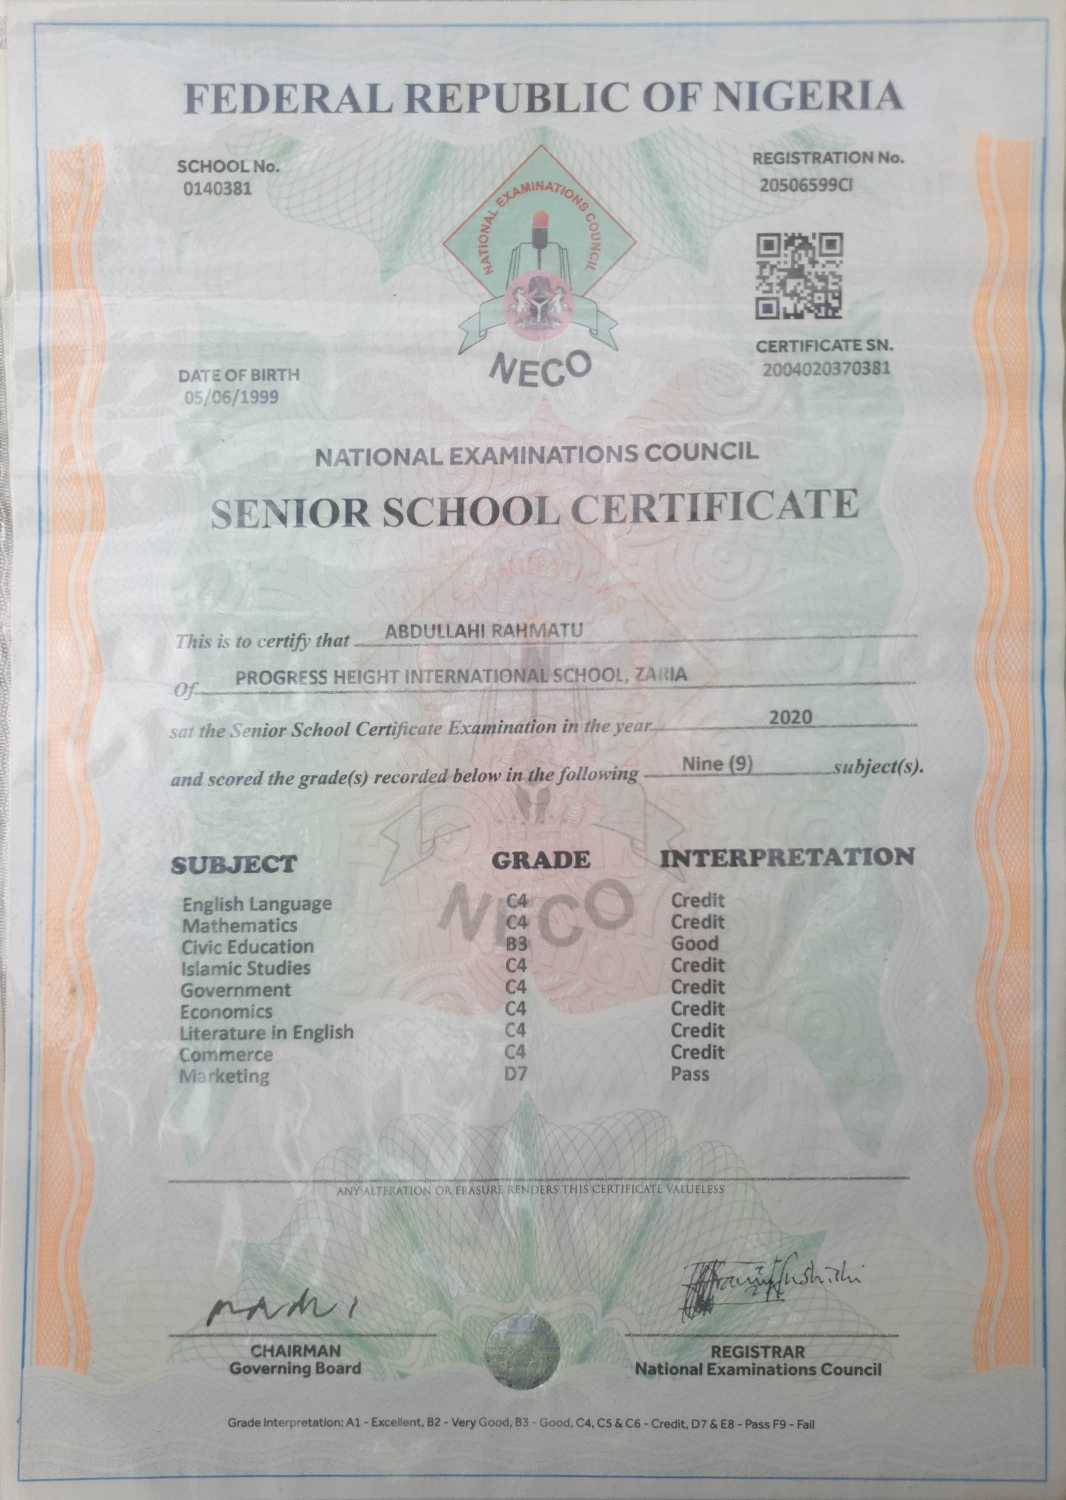 FEDERAL REPUBLIC OF NIGERIA
SCHOOL No.
0140381
REGISTRATION No.
20506599CI
NATIONAL EXAMINATIONS COUNCIL
NECO
CERTIFICATE SN.
2004020370381
DATE OF BIRTH
05/06/1999
NATIONAL EXAMINATIONS COUNCIL
SENIOR SCHOOL CERTIFICATE
This is to certify that ABDULLAHI RAHMATU
Of PROGRESS HEIGHT INTERNATIONAL SCHOOL, ZARIA
sat the Senior School Certificate Examination in the year 2020
and scored the grade(s) recorded below in the following Nine (9) subject(s).
SUBJECT GRADE INTERPRETATION
English Language C4 Credit
Mathematics C4 Credit
Civic Education B3 Good
Islamic Studies C4 Credit
Government C4 Credit
Economics C4 Credit
Literature in English C4 Credit
Commerce C4 Credit
Marketing D7 Pass
NECO
ANY ALTERATION OR ERASURE RENDERS THIS CERTIFICATE VALUELESS
CHAIRMAN
Governing Board
REGISTRAR
National Examinations Council
Grade Interpretation: A1 - Excellent, B2 - Very Good, B3 - Good, C4, C5 & C6 - Credit, D7 & E8 - Pass F9 - Fail